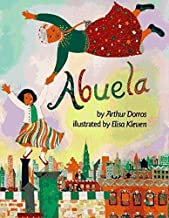 Abuela
by Arthur Dorros
illustrated by Elisa Kleven